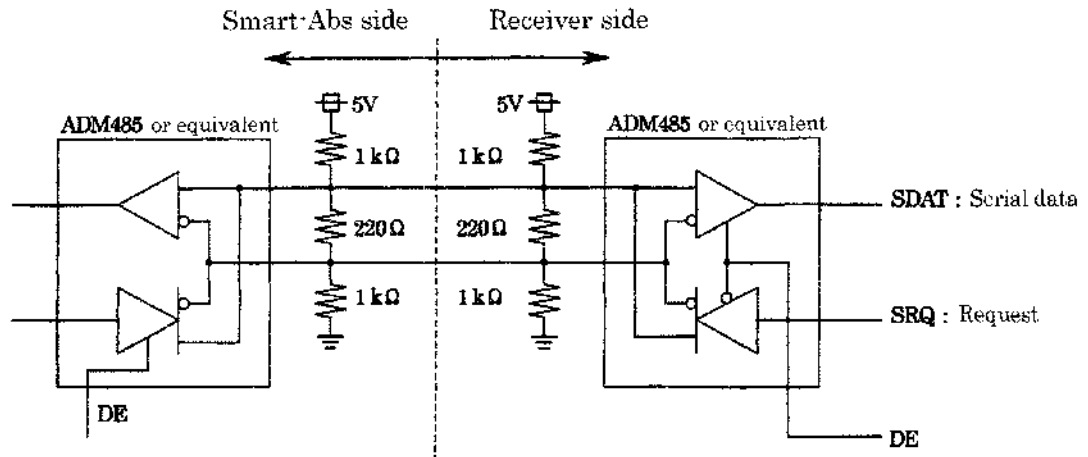 Smart-Abs side Receiver side
5V 5V
ADM485 or equivalent ADM485 or equivalent
1kΩ 1kΩ
220Ω 220Ω
SDAT : Serial data
1kΩ 1kΩ
SRQ : Request
DE
DE